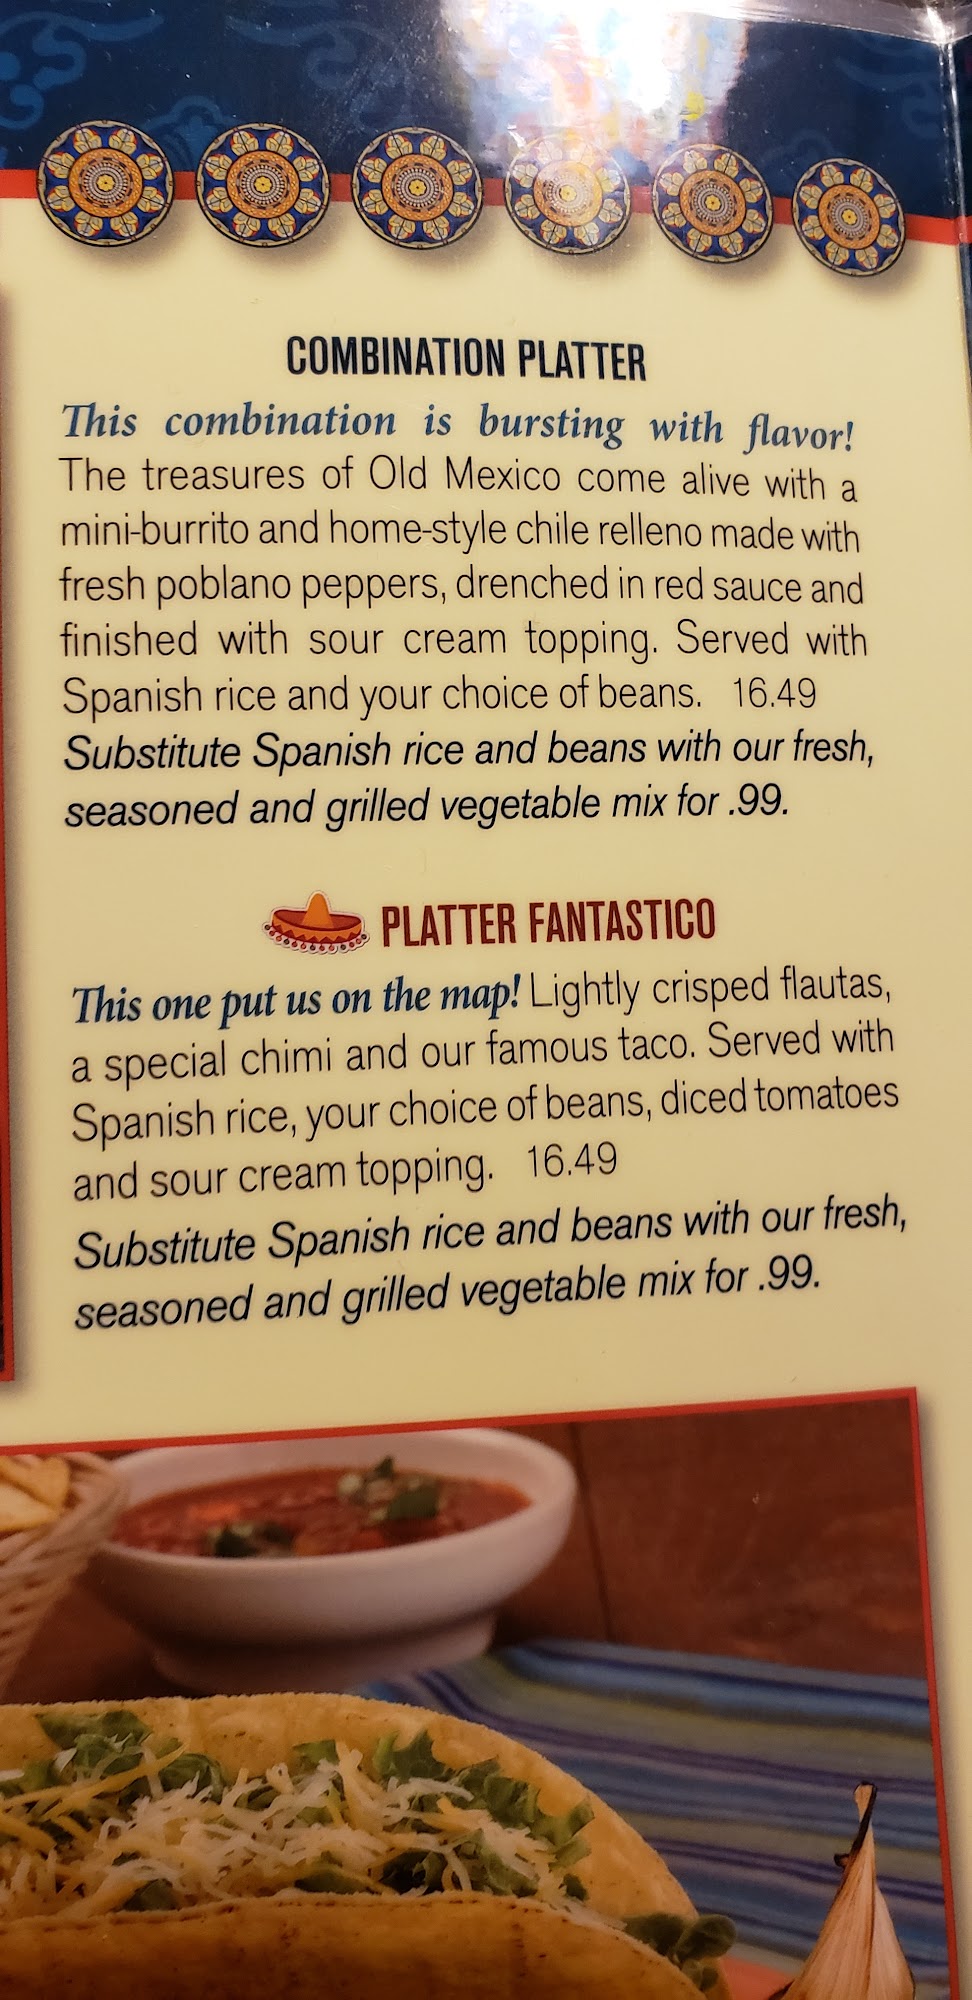 COMBINATION PLATTER
This combination is bursting with flavor!
The treasures of Old Mexico come alive with a
mini-burrito and home-style chile relleno made with
fresh poblano peppers, drenched in red sauce and
finished with sour cream topping. Served with
Spanish rice and your choice of beans. 16.49
Substitute Spanish rice and beans with our fresh,
seasoned and grilled vegetable mix for .99.
PLATTER FANTASTICO
This one put us on the map! Lightly crisped flautas,
a special chimi and our famous taco. Served with
Spanish rice, your choice of beans, diced tomatoes
and sour cream topping. 16.49
Substitute Spanish rice and beans with our fresh,
seasoned and grilled vegetable mix for .99.